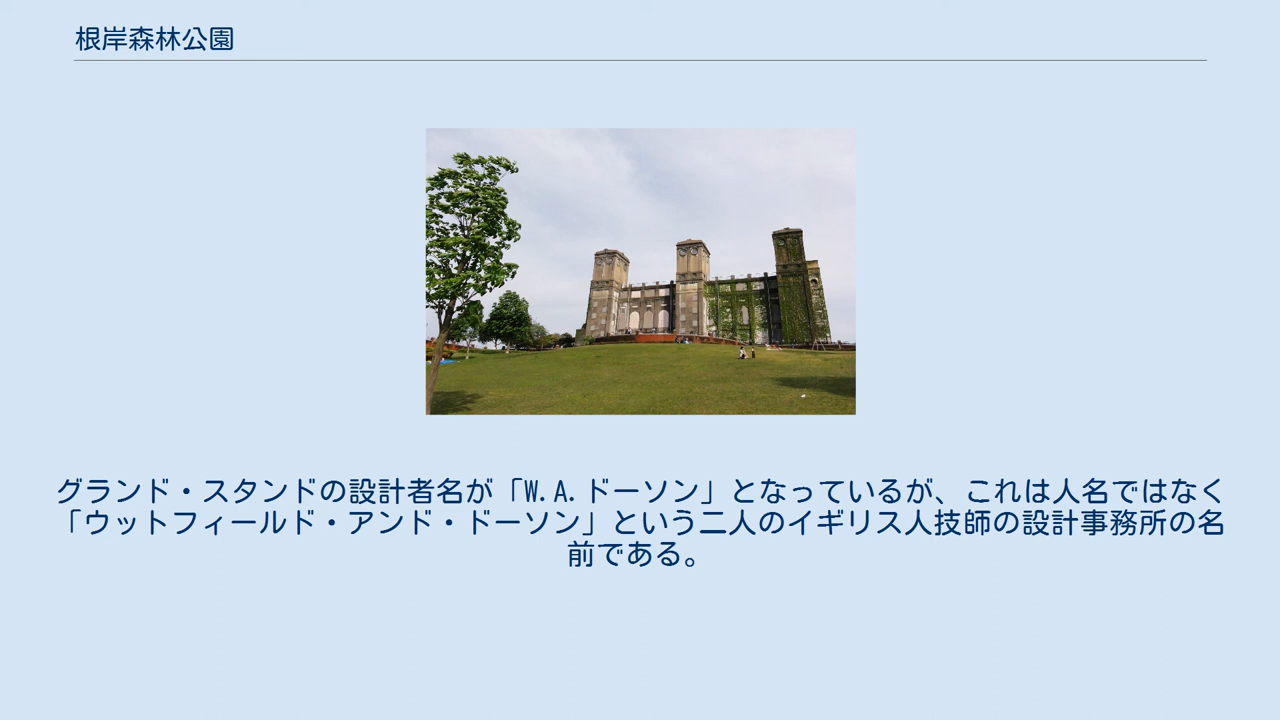 根岸森林公園
グランド・スタンドの設計者名が「W.A.ドーソン」となっているが、これは人名ではなく
「ウットフィールド・アンド・ドーソン」という二人のイギリス人技師の設計事務所の名
前である。